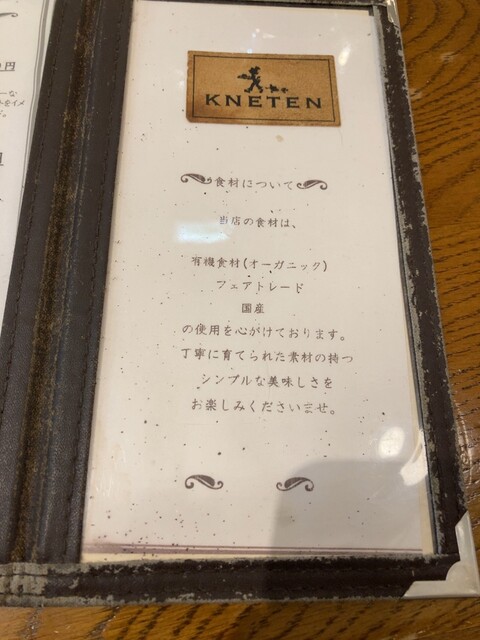 KNETEN
食材について
当店の食材は、
有機食材(オーガニック)
フェアトレード
国産
の使用を心がけております。
丁寧に育てられた素材の持つ
シンプルな美味しさを
お楽しみくださいませ。